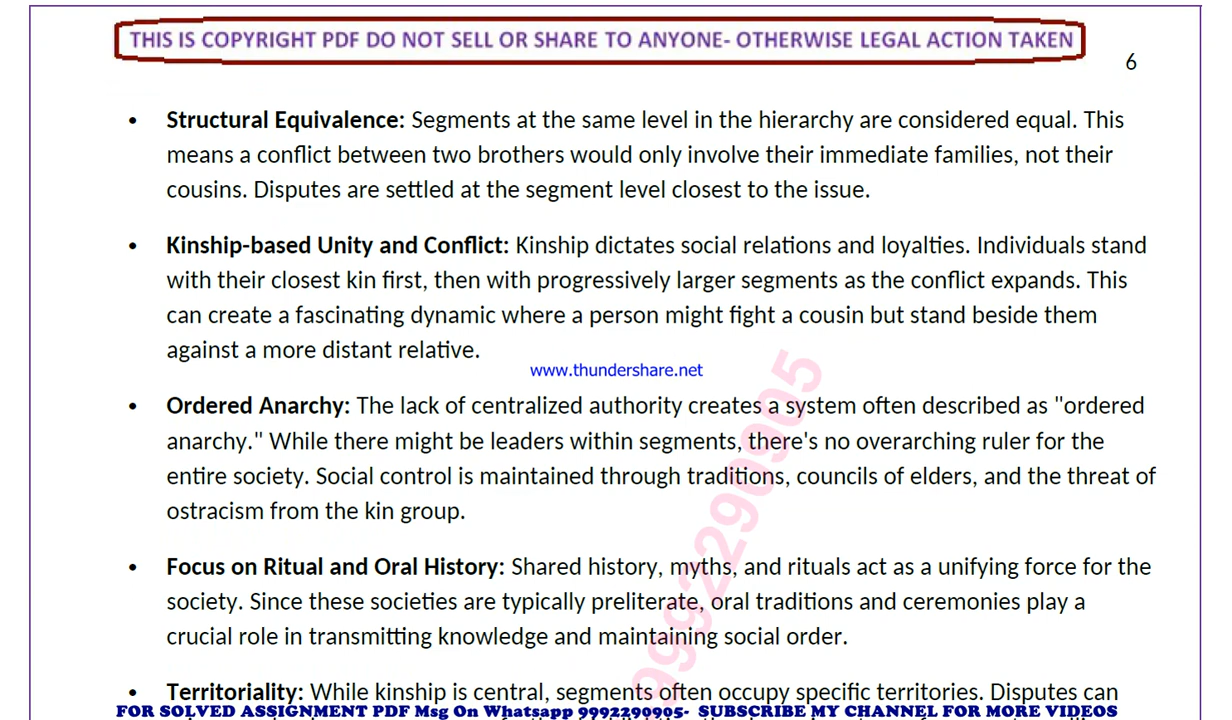 THIS IS COPYRIGHT PDF DO NOT SELL OR SHARE TO ANYONE- OTHERWISE LEGAL ACTION TAKEN
6
• Structural Equivalence: Segments at the same level in the hierarchy are considered equal. This
means a conflict between two brothers would only involve their immediate families, not their
cousins. Disputes are settled at the segment level closest to the issue.
• Kinship-based Unity and Conflict: Kinship dictates social relations and loyalties. Individuals stand
with their closest kin first, then with progressively larger segments as the conflict expands. This
can create a fascinating dynamic where a person might fight a cousin but stand beside them
against a more distant relative.
www.thundershare.net
• Ordered Anarchy: The lack of centralized authority creates a system often described as "ordered
anarchy." While there might be leaders within segments, there's no overarching ruler for the
entire society. Social control is maintained through traditions, councils of elders, and the threat of
ostracism from the kin group.
• Focus on Ritual and Oral History: Shared history, myths, and rituals act as a unifying force for the
society. Since these societies are typically preliterate, oral traditions and ceremonies play a
crucial role in transmitting knowledge and maintaining social order.
• Territoriality: While kinship is central, segments often occupy specific territories. Disputes can
9992290905
FOR SOLVED ASSIGNMENT PDF Msg On Whatsapp 9992290905- SUBSCRIBE MY CHANNEL FOR MORE VIDEOS